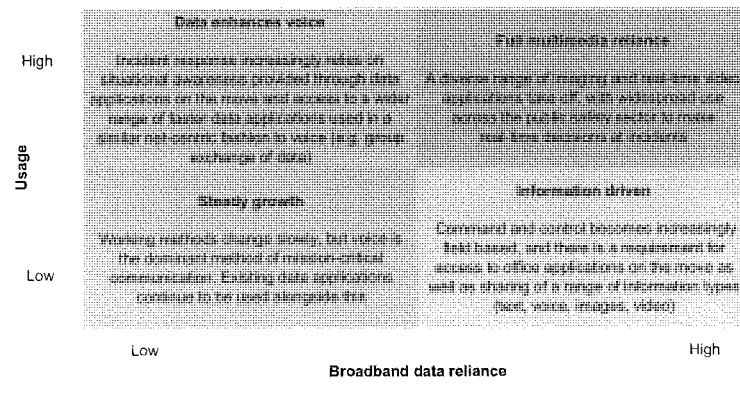 Data enhances voice
Incident response increasingly relies on
situational awareness provided through data
applications on the move and access to a wider
range of faster data applications used in a
similar net-centric fashion to voice (e.g. group
exchange of data)
Full multimedia reliance
A diverse range of imaging and real-time video
applications take off, with widespread use
across the public safety sector to make
real-time decisions at incidents
High
Usage
Steady growth
Working methods change slowly, but voice is
the dominant method of mission-critical
communication. Existing data applications
continue to be used alongside this
Information driven
Command and control becomes increasingly
field based, and there is a requirement for
access to office applications on the move as
well as sharing of a range of information types
(text, voice, images, video)
Low
Low
High
Broadband data reliance